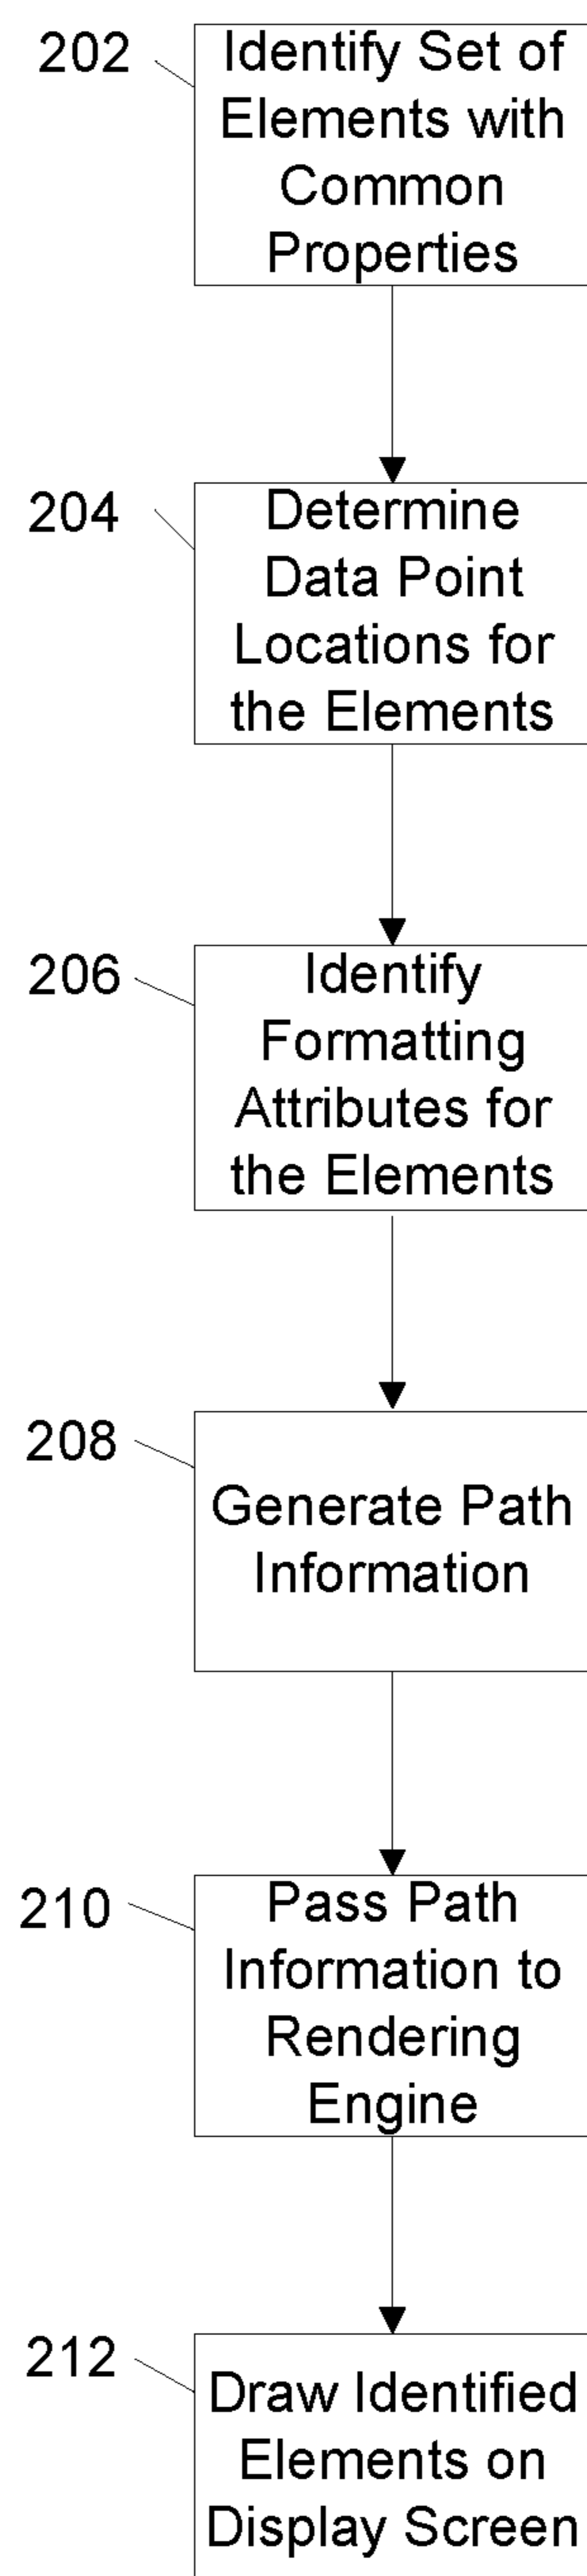 202
Identify Set of
Elements with
Common
Properties
204
Determine
Data Point
Locations for
the Elements
206
Identify
Formatting
Attributes for
the Elements
208
Generate Path
Information
210
Pass Path
Information to
Rendering
Engine
212
Draw Identified
Elements on
Display Screen